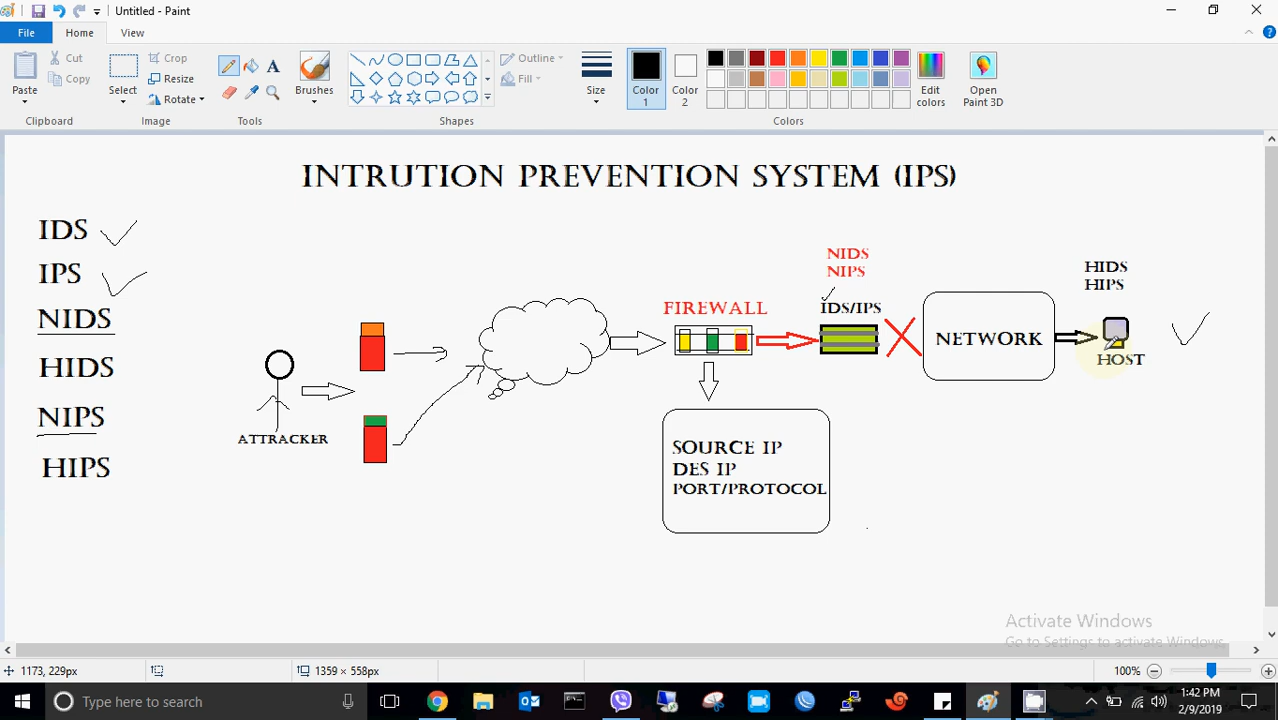 Untitled - Paint
File
Home
View
Paste
Cut
Copy
Clipboard
Select
Crop
Resize
Rotate
Image
A
Tools
Brushes
Shapes
Outline
Fill
Size
Color 1
Color 2
Colors
Edit colors
Open Paint 3D
INTRUTION PREVENTION SYSTEM (IPS)
IDS
IPS
NIDS
HIDS
NIPS
HIPS
ATTRACKER
FIREWALL
SOURCE IP
DES IP
PORT/PROTOCOL
NIDS
NIPS
IDS/IPS
NETWORK
HIDS
HIPS
HOST
Activate Windows
Go to Settings to activate Windows.
1173, 229px
1359 × 558px
100%
Type here to search
1:42 PM
2/9/2019